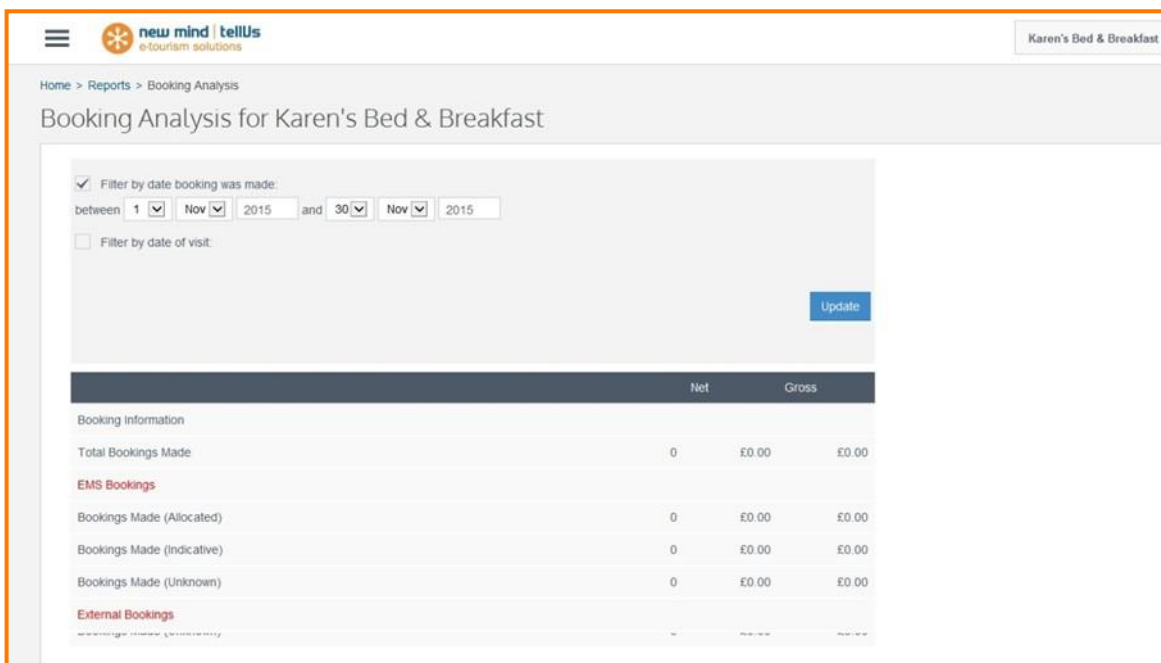 new mind | tellUs
e-tourism solutions
Karen's Bed & Breakfast
Home > Reports > Booking Analysis
Booking Analysis for Karen's Bed & Breakfast
Filter by date booking was made:
between 1 Nov 2015 and 30 Nov 2015
Filter by date of visit:
Update
Net Gross
Booking Information
Total Bookings Made 0 £0.00 £0.00
EMS Bookings
Bookings Made (Allocated) 0 £0.00 £0.00
Bookings Made (Indicative) 0 £0.00 £0.00
Bookings Made (Unknown) 0 £0.00 £0.00
External Bookings